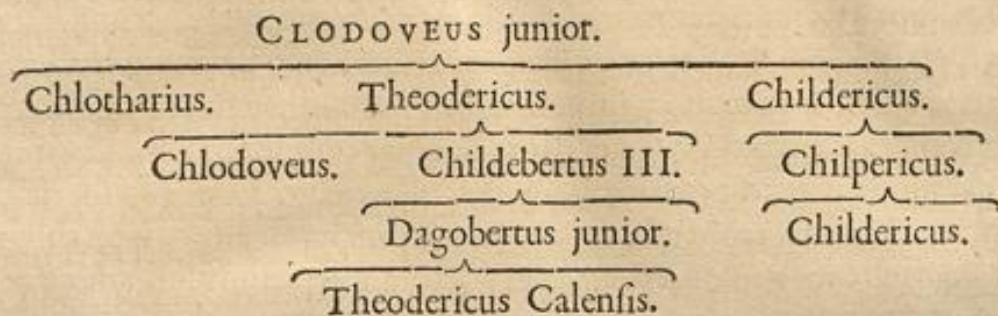 CLODOVEUS junior.
Chlotharius. Theodericus. Childericus.
Chlodoveus. Childebertus III. Chilpericus.
Dagobertus junior. Childericus.
Theodericus Calenſis.